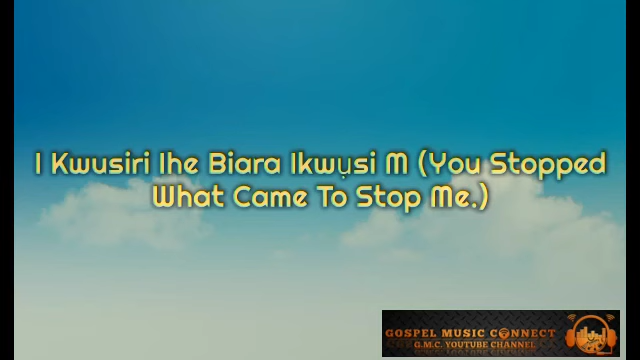 I Kwusiri Ihe Biara Ikwụsi M (You Stopped
What Came To Stop Me.)
GOSPEL MUSIC CONNECT
G.M.C. YOUTUBE CHANNEL